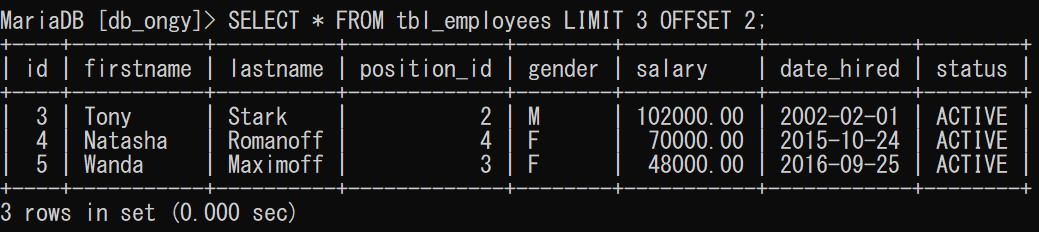 MariaDB [db_ongy]> SELECT * FROM tbl_employees LIMIT 3 OFFSET 2;
+----+-----------+----------+-------------+--------+-----------+------------+--------+
| id | firstname | lastname | position_id | gender | salary    | date_hired | status |
+----+-----------+----------+-------------+--------+-----------+------------+--------+
|  3 | Tony      | Stark    |           2 | M      | 102000.00 | 2002-02-01 | ACTIVE |
|  4 | Natasha   | Romanoff |           4 | F      |  70000.00 | 2015-10-24 | ACTIVE |
|  5 | Wanda     | Maximoff |           3 | F      |  48000.00 | 2016-09-25 | ACTIVE |
+----+-----------+----------+-------------+--------+-----------+------------+--------+
3 rows in set (0.000 sec)